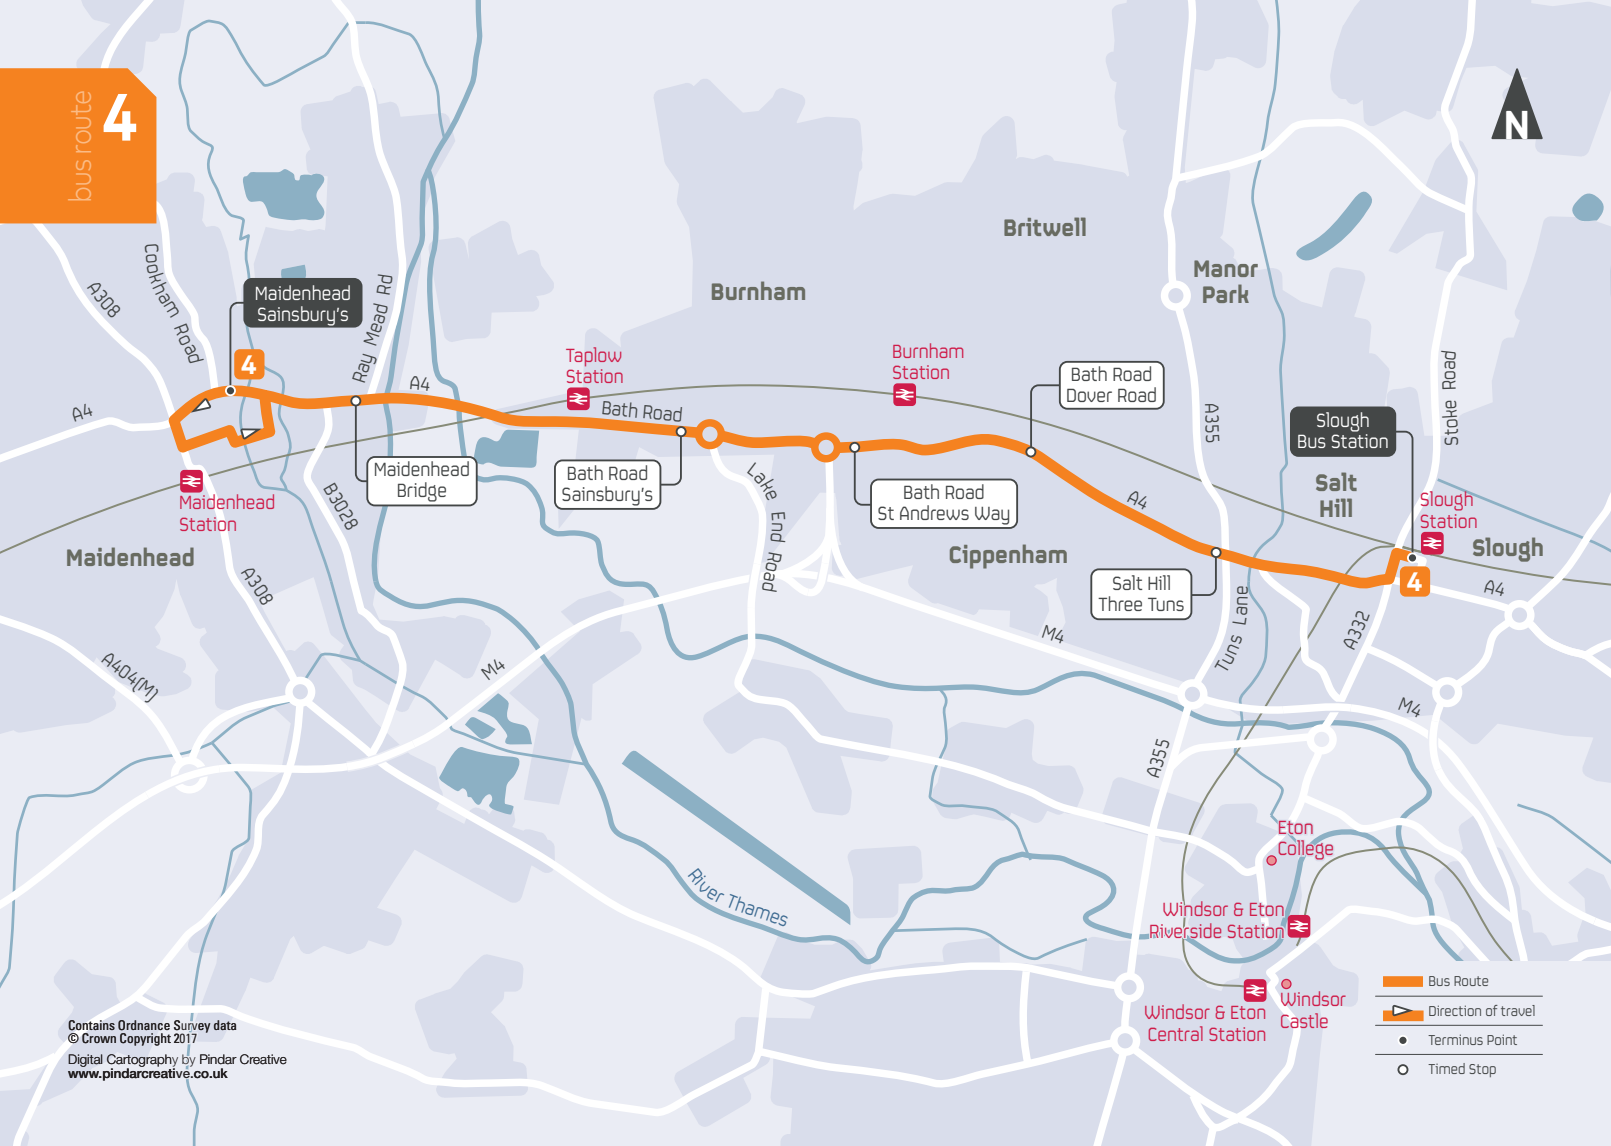 bus route
4
N
Britwell
Manor
Park
Burnham
Cookham Road
A308
Ray Mead Rd
Maidenhead
Sainsbury's
4
A4
A4
Taplow
Station
Burnham
Station
Bath Road
Bath Road
Dover Road
A355
Stoke Road
Slough
Bus Station
Maidenhead
Bridge
Bath Road
Sainsbury's
Lake End Road
Bath Road
St Andrews Way
A4
Salt
Hill
Slough
Station
Slough
Maidenhead
Station
B3028
Maidenhead
Cippenham
Salt Hill
Three Tuns
4
A4
A308
Tuns Lane
A332
M4
M4
A404(M)
M4
A355
River Thames
Eton
College
Windsor & Eton
Riverside Station
Windsor & Eton
Central Station
Windsor
Castle
Bus Route
Direction of travel
Terminus Point
Timed Stop
Contains Ordnance Survey data
© Crown Copyright 2017
Digital Cartography by Pindar Creative
www.pindarcreative.co.uk